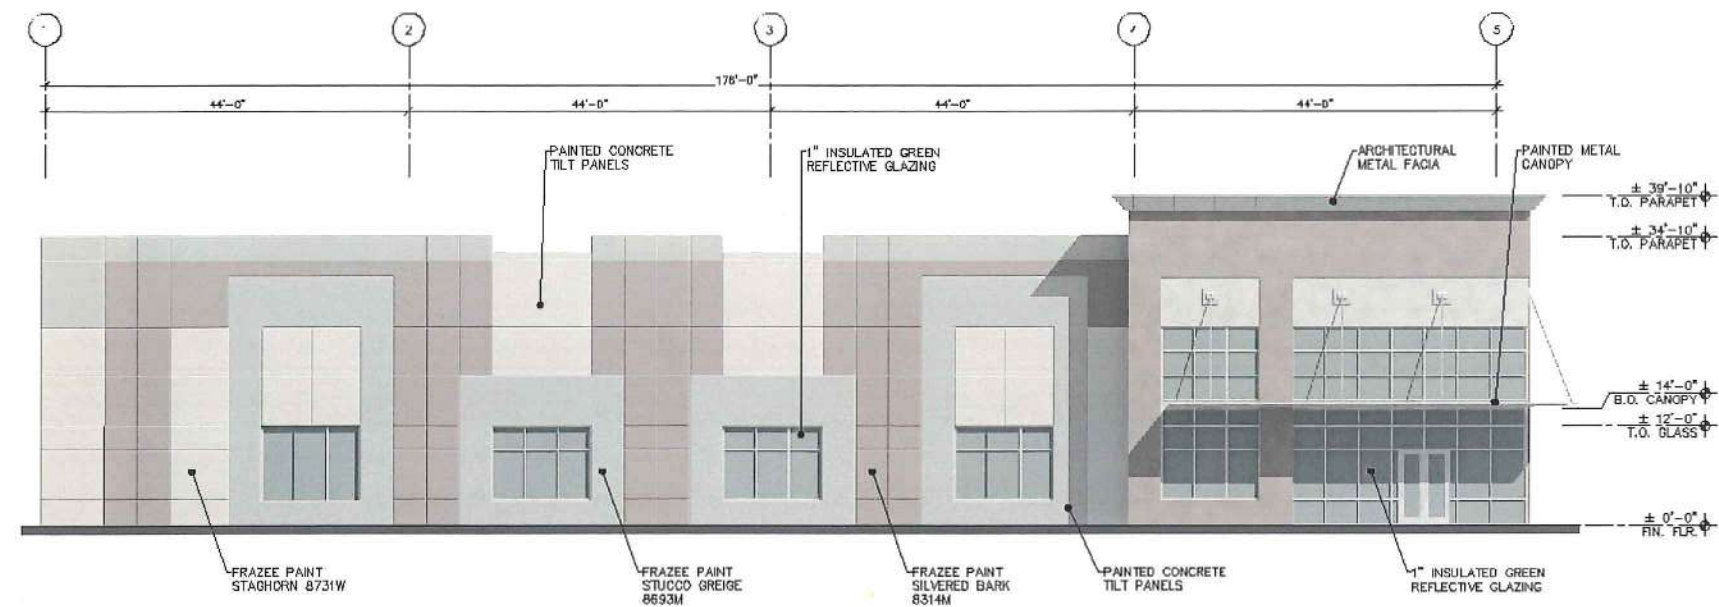 1 2 3 4 5
176'-0"
44'-0" 44'-0" 44'-0" 44'-0"
PAINTED CONCRETE
TILT PANELS
1" INSULATED GREEN
REFLECTIVE GLAZING
ARCHITECTURAL
METAL FACIA
PAINTED METAL
CANOPY
± 39'-10"
T.O. PARAPET
± 34'-10"
T.O. PARAPET
± 14'-0"
B.O. CANOPY
± 12'-0"
T.O. GLASS
± 0'-0"
FIN. FLR.
FRAZEE PAINT
STAGHORN 8731W
FRAZEE PAINT
STUCCO GREIGE
8693M
FRAZEE PAINT
SILVERED BARK
8314M
PAINTED CONCRETE
TILT PANELS
1" INSULATED GREEN
REFLECTIVE GLAZING